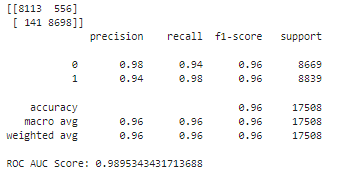 [[8113  556]
 [ 141 8698]]
              precision    recall  f1-score   support

           0       0.98      0.94      0.96      8669
           1       0.94      0.98      0.96      8839

    accuracy                           0.96     17508
   macro avg       0.96      0.96      0.96     17508
weighted avg       0.96      0.96      0.96     17508

ROC AUC Score: 0.9895343431713688